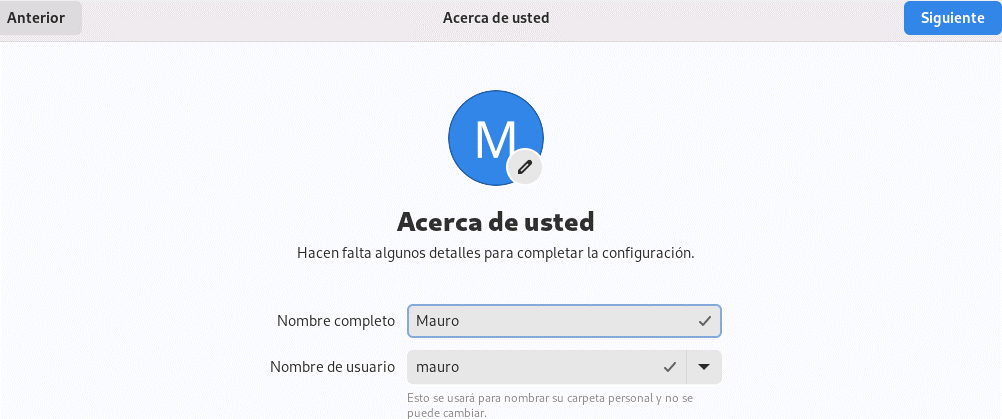 Anterior Acerca de usted Siguiente
M
Acerca de usted
Hacen falta algunos detalles para completar la configuración.
Nombre completo Mauro
Nombre de usuario mauro
Esto se usará para nombrar su carpeta personal y no se
puede cambiar.